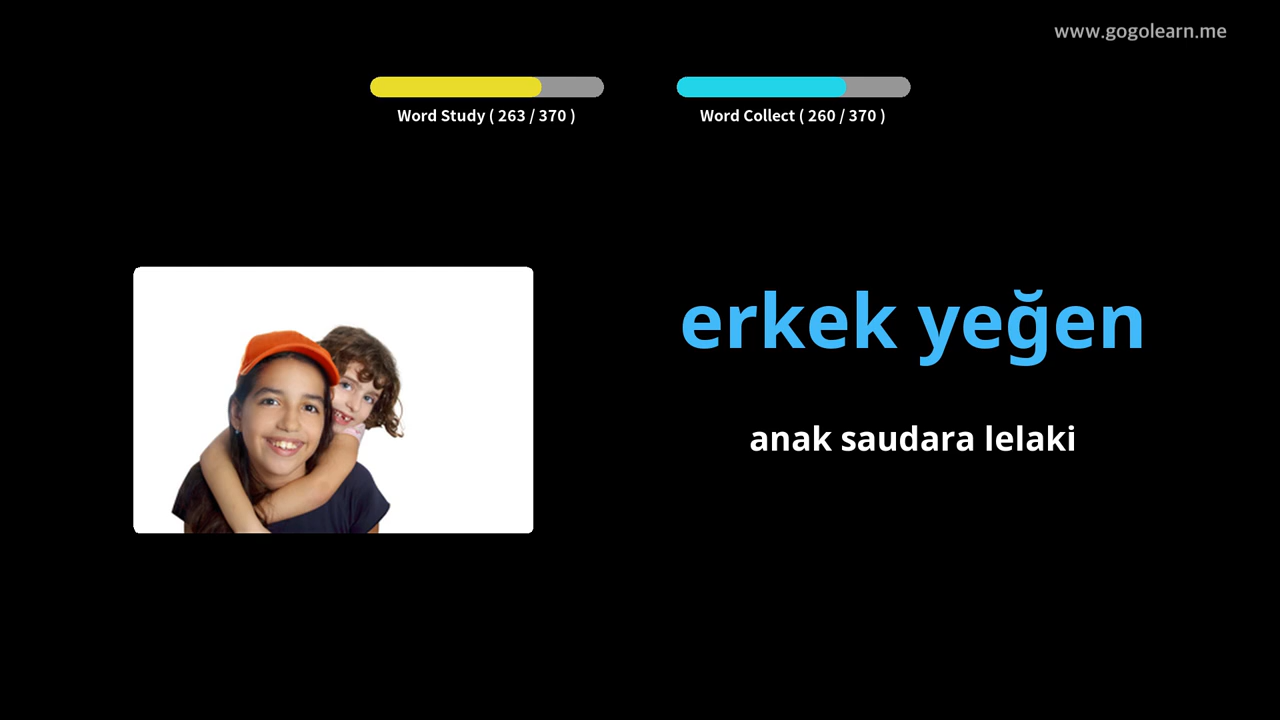 www.gogolearn.me
Word Study ( 263 / 370 )
Word Collect ( 260 / 370 )
erkek yeğen
anak saudara lelaki